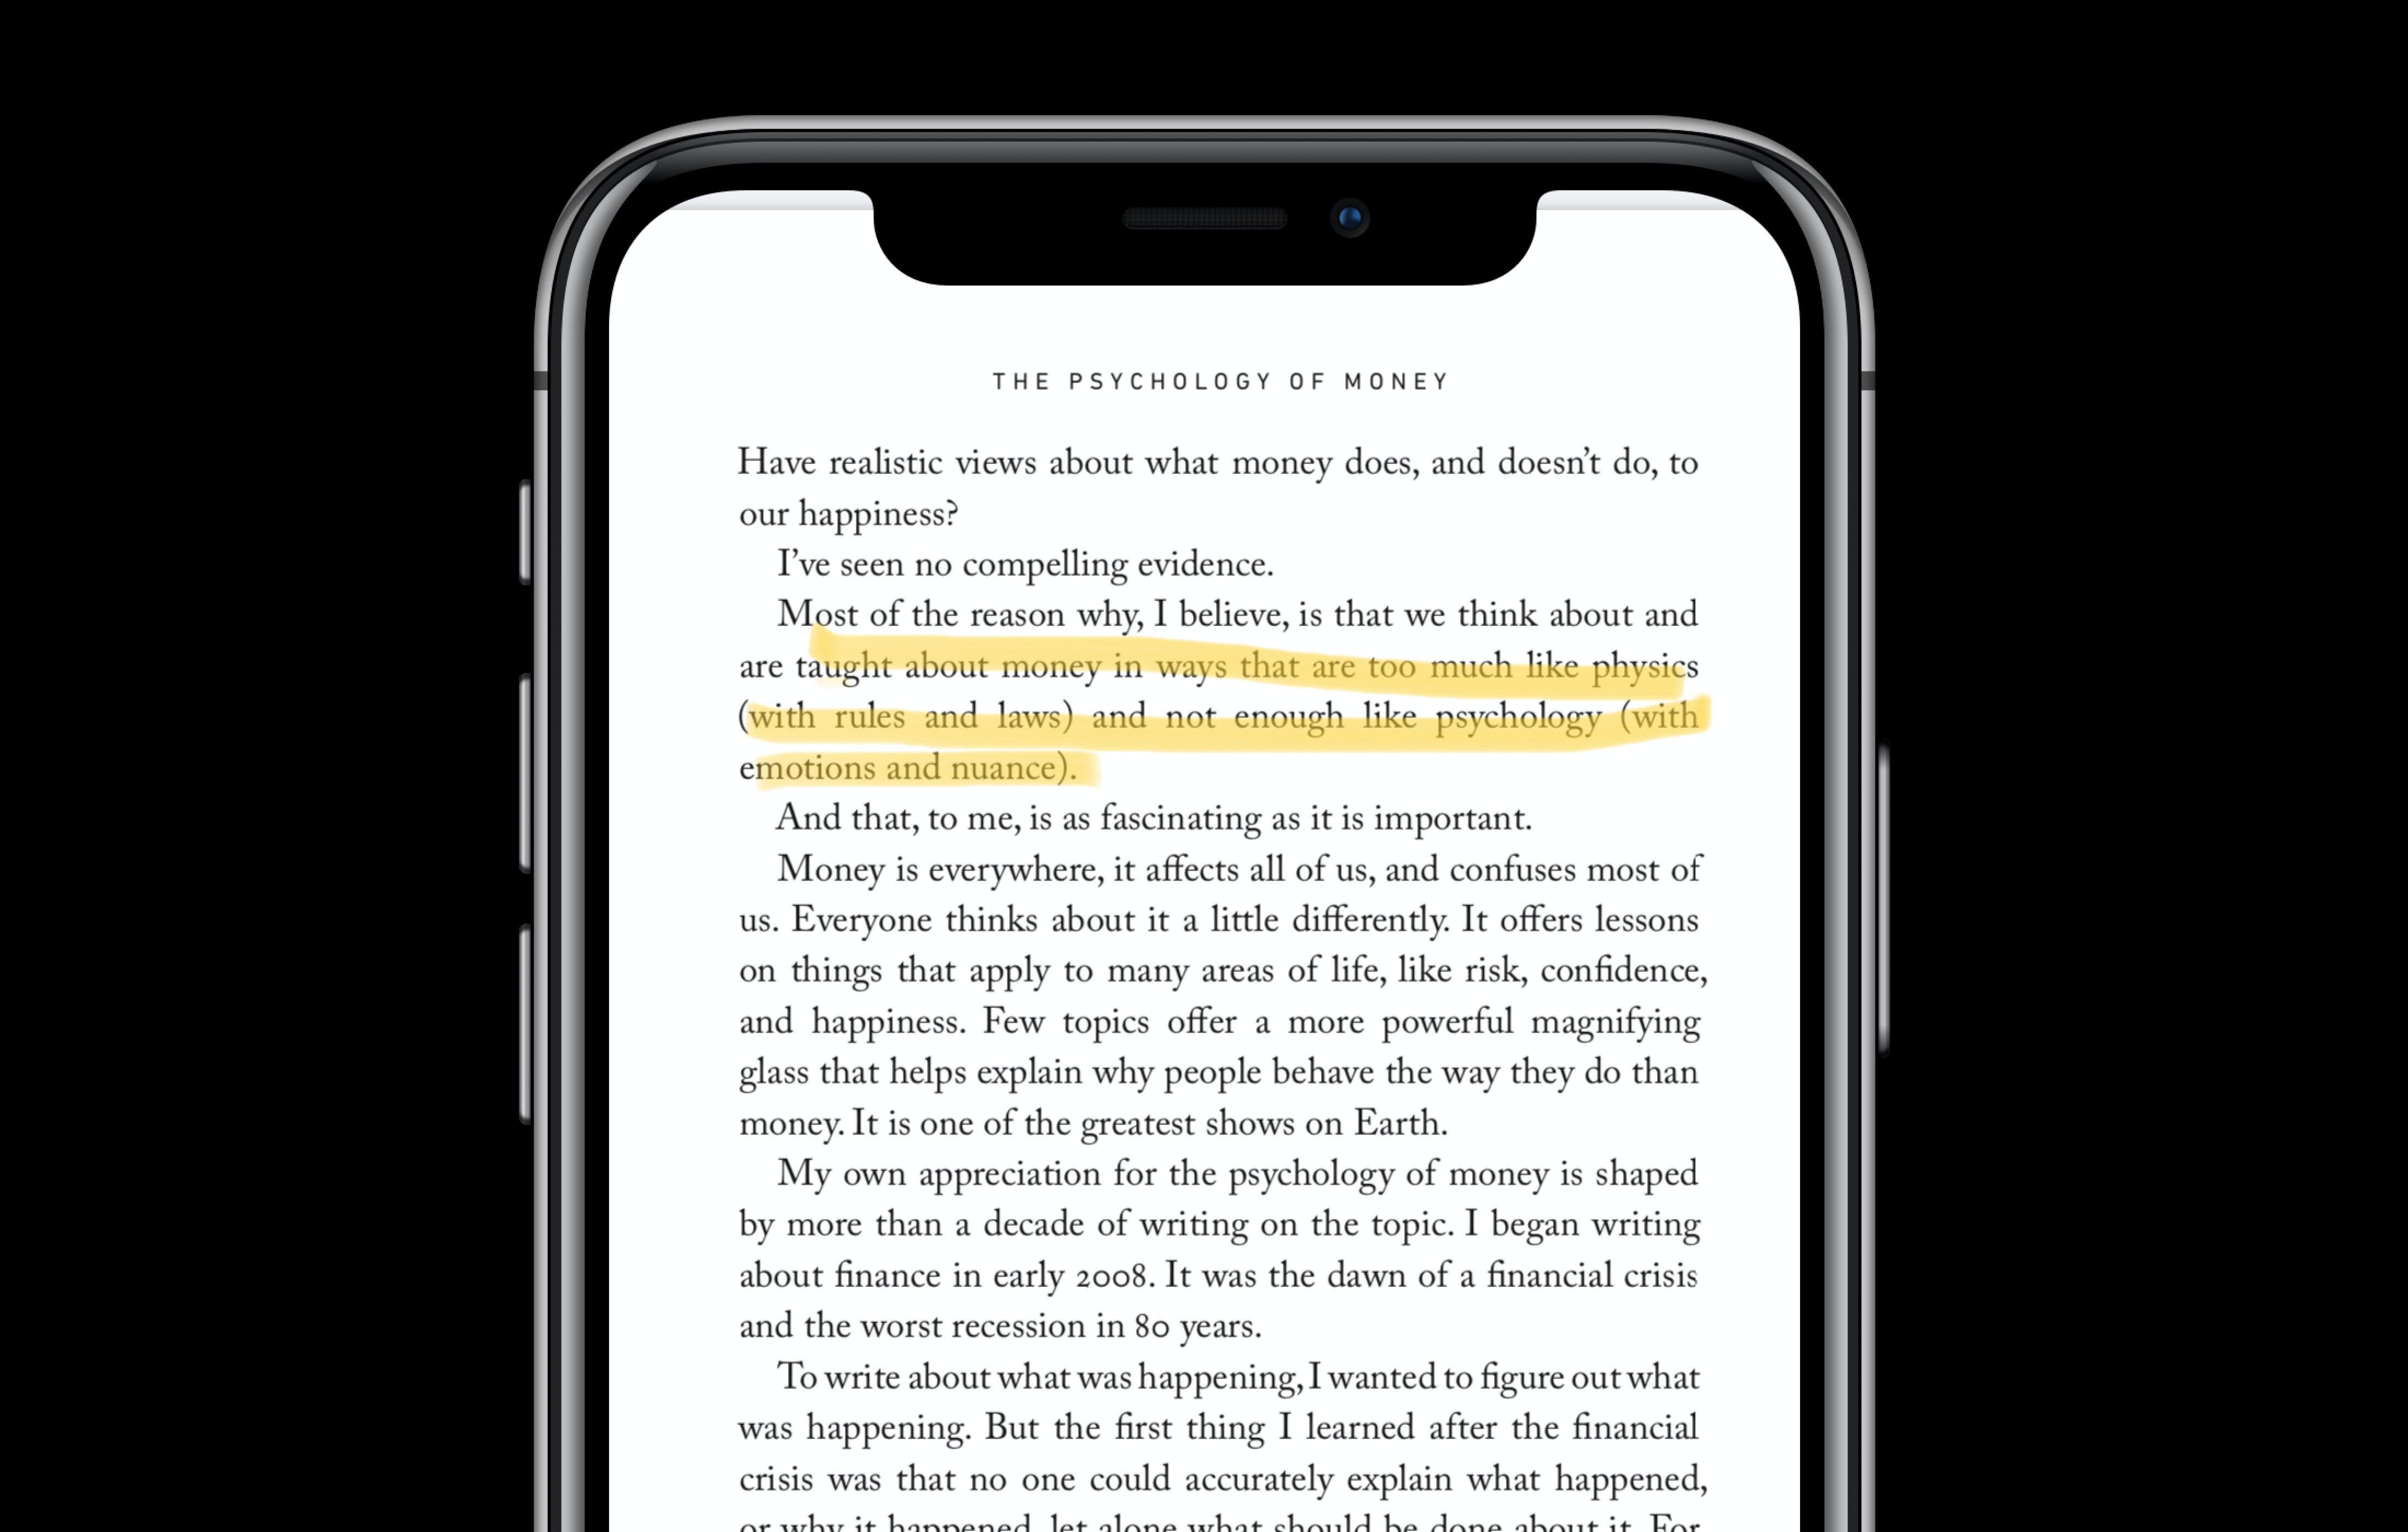 THE PSYCHOLOGY OF MONEY
Have realistic views about what money does, and doesn’t do, to
our happiness?
I’ve seen no compelling evidence.
Most of the reason why, I believe, is that we think about and
are taught about money in ways that are too much like physics
(with rules and laws) and not enough like psychology (with
emotions and nuance).
And that, to me, is as fascinating as it is important.
Money is everywhere, it affects all of us, and confuses most of
us. Everyone thinks about it a little differently. It offers lessons
on things that apply to many areas of life, like risk, confidence,
and happiness. Few topics offer a more powerful magnifying
glass that helps explain why people behave the way they do than
money. It is one of the greatest shows on Earth.
My own appreciation for the psychology of money is shaped
by more than a decade of writing on the topic. I began writing
about finance in early 2008. It was the dawn of a financial crisis
and the worst recession in 80 years.
To write about what was happening, I wanted to figure out what
was happening. But the first thing I learned after the financial
crisis was that no one could accurately explain what happened,
or why it happened, let alone what should be done about it. For